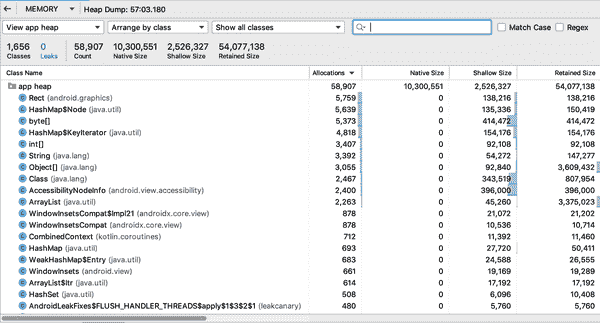 MEMORY Heap Dump: 57:03.180
View app heap Arrange by class Show all classes Match Case Regex
1,656 0 58,907 10,300,551 2,526,327 54,077,138
Classes Leaks Count Native Size Shallow Size Retained Size
Class Name Allocations Native Size Shallow Size Retained Size
app heap 58,907 10,300,551 2,526,327 54,077,138
Rect (android.graphics) 5,759 0 138,216 138,216
HashMap$Node (java.util) 5,639 0 135,336 150,419
byte[] 5,373 0 414,472 414,472
HashMap$KeyIterator (java.util) 4,818 0 154,176 154,176
int[] 3,407 0 92,108 92,108
String (java.lang) 3,392 0 54,272 147,277
Object[] (java.lang) 3,055 0 92,840 3,609,432
Class (java.lang) 2,467 0 343,519 807,954
AccessibilityNodeInfo (android.view.accessibility) 2,400 0 396,000 396,000
ArrayList (java.util) 2,263 0 45,260 3,375,023
WindowInsetsCompat$Impl21 (androidx.core.view) 878 0 21,072 21,202
WindowInsetsCompat (androidx.core.view) 878 0 10,536 10,714
CombinedContext (kotlin.coroutines) 712 0 11,392 11,460
HashMap (java.util) 693 0 27,720 50,411
WeakHashMap$Entry (java.util) 683 0 24,588 26,555
WindowInsets (android.view) 661 0 19,169 19,289
ArrayList$Itr (java.util) 614 0 17,192 17,192
HashSet (java.util) 508 0 6,096 10,408
AndroidLeakFixes$FLUSH_HANDLER_THREADS$apply$1$3$2$1 (leakcanary) 480 0 5,760 5,760